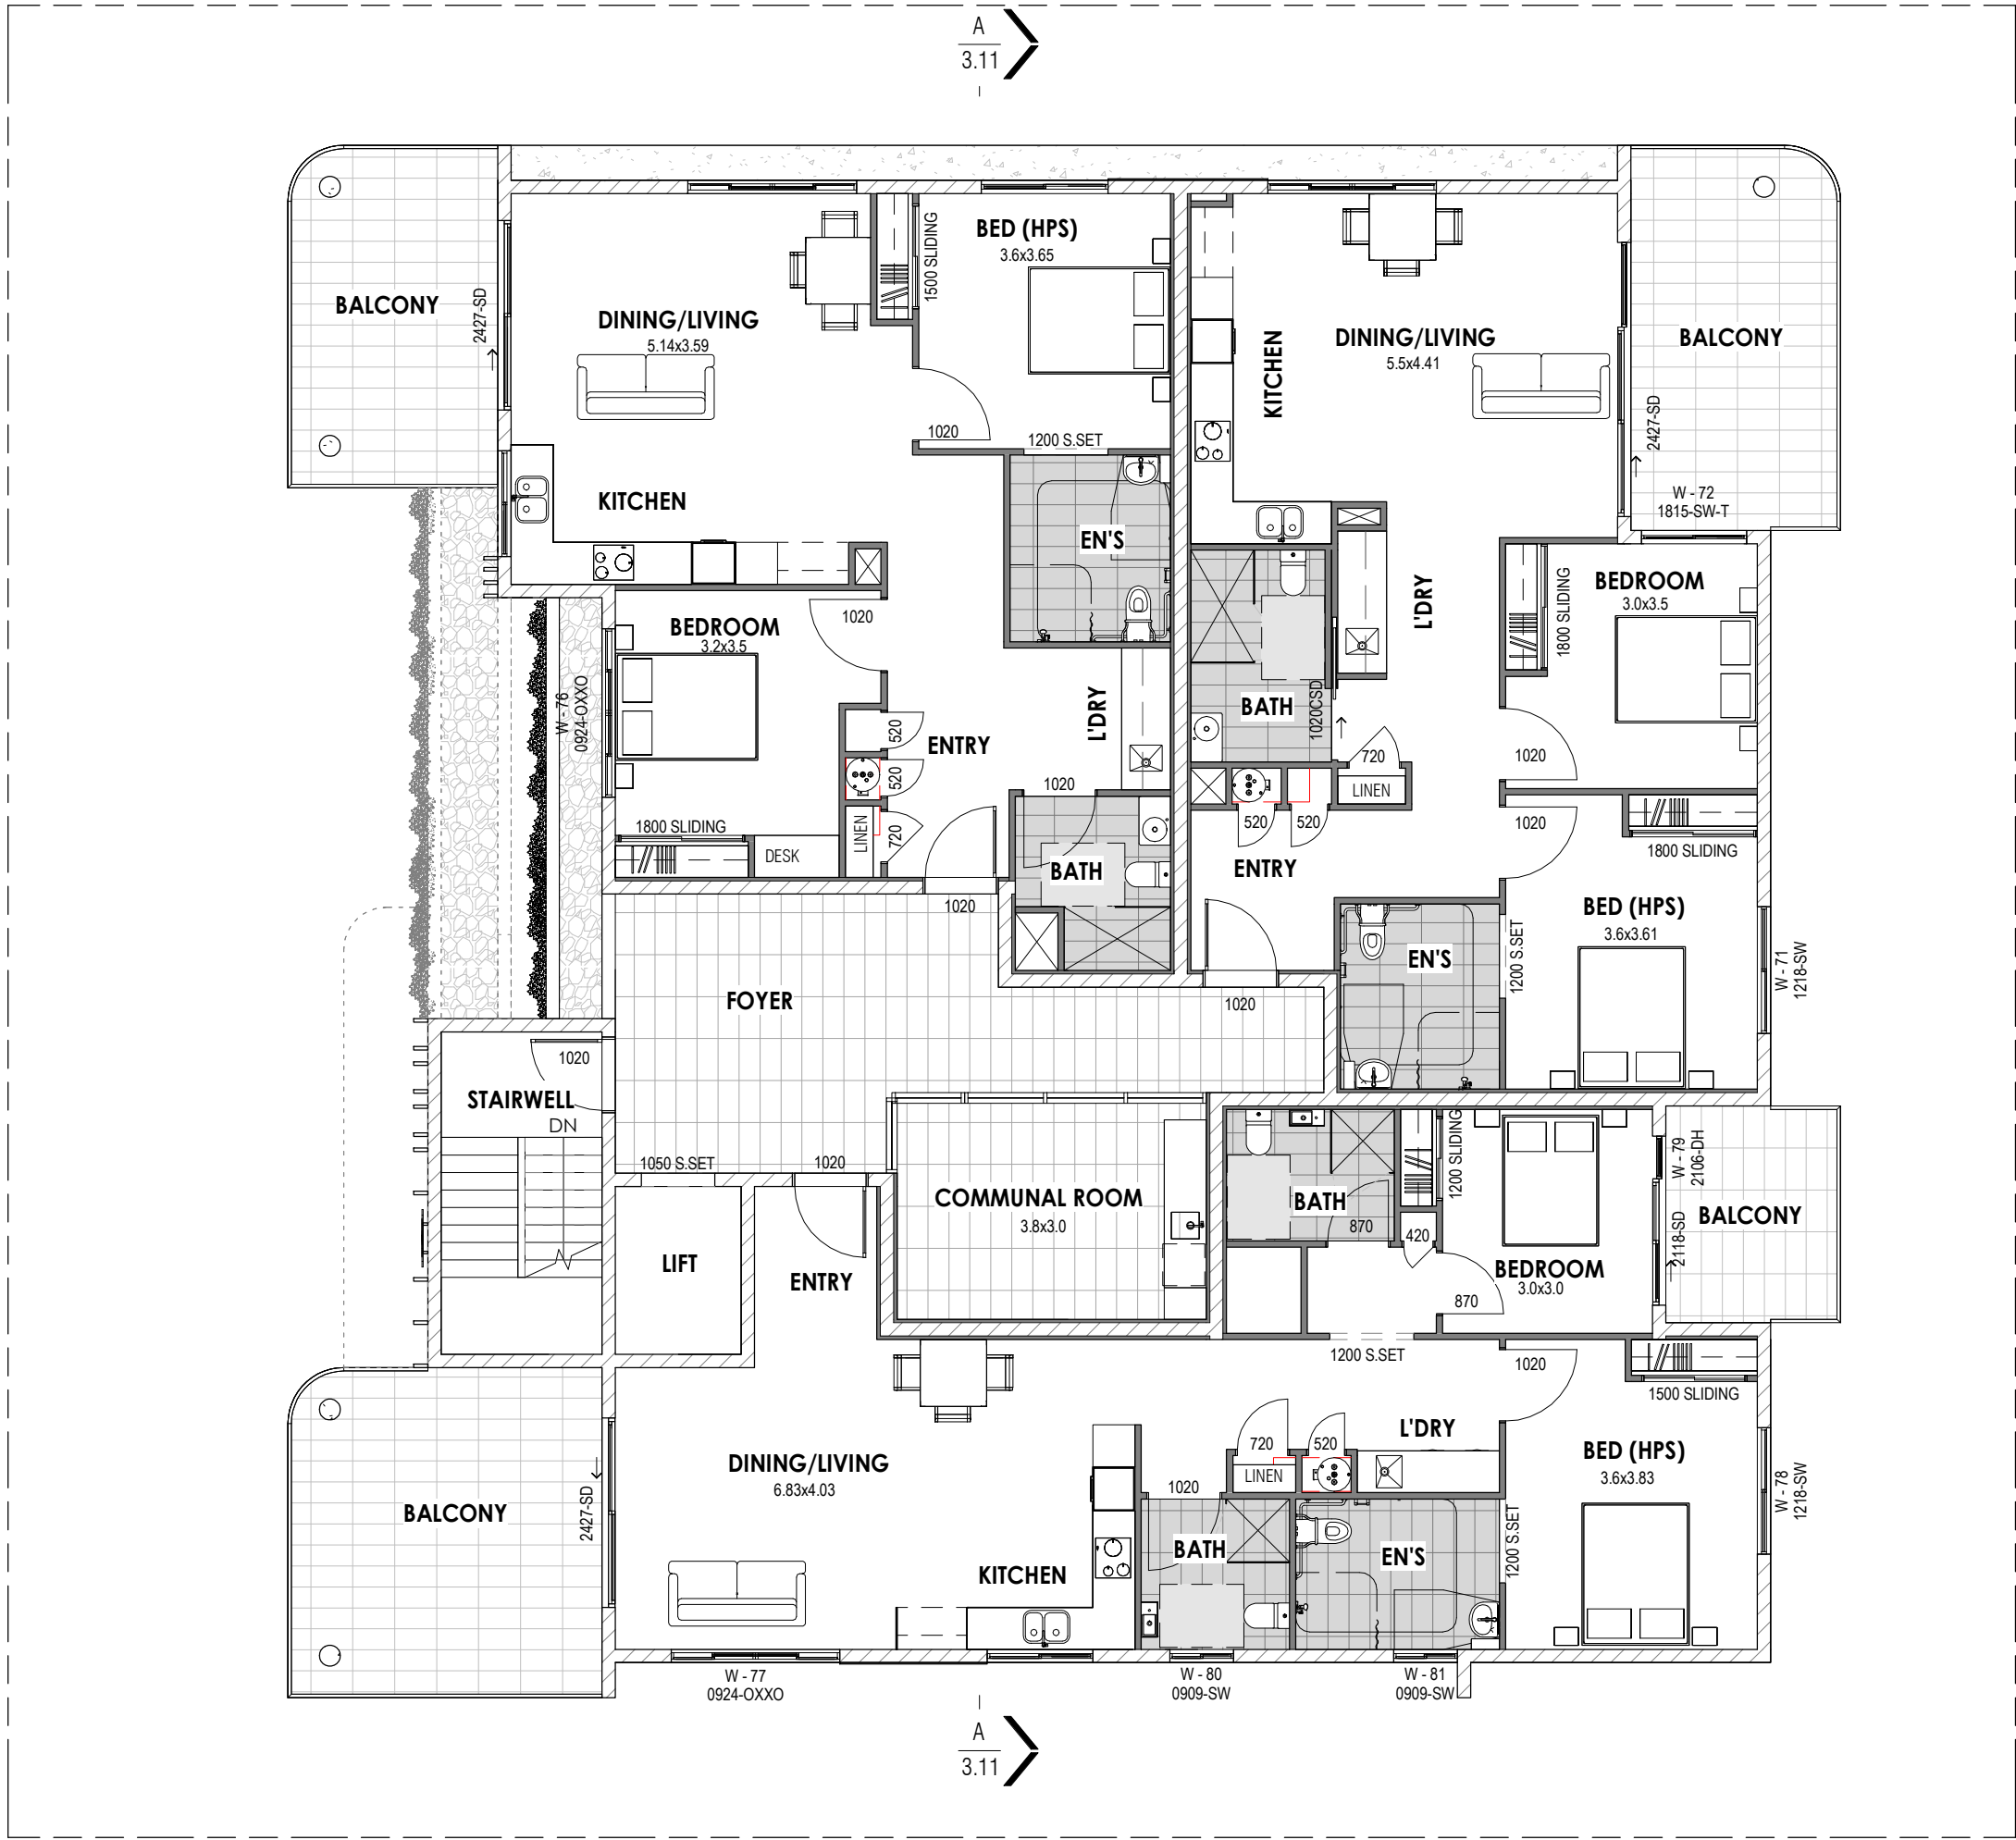 A
3.11
BED (HPS)
3.6x3.65
1500 SLIDING
BALCONY
2427-SD
DINING/LIVING
5.14x3.59
KITCHEN
DINING/LIVING
5.5x4.41
BALCONY
2427-SD
1020
1200 S.SET
W - 72
1815-SW-T
KITCHEN
EN'S
BEDROOM
3.0x3.5
1800 SLIDING
L'DRY
1020
BEDROOM
3.2x3.5
W - 76
0924-OXXO
BATH
1020CSD
L'DRY
520
ENTRY
520
1020
720
LINEN
1020
520
520
1020
1800 SLIDING
DESK
LINEN
720
1800 SLIDING
BATH
ENTRY
1020
BED (HPS)
3.6x3.61
1200 S.SET
EN'S
W - 71
1218-SW
FOYER
1020
1020
STAIRWELL
DN
1050 S.SET
1020
COMMUNAL ROOM
3.8x3.0
BATH
870
1200 SLIDING
420
W - 79
2106-DH
BALCONY
2118-SD
LIFT
ENTRY
BEDROOM
3.0x3.0
870
1200 S.SET
1020
1500 SLIDING
L'DRY
720
520
BED (HPS)
3.6x3.83
DINING/LIVING
6.83x4.03
LINEN
1020
W - 78
1218-SW
BALCONY
2427-SD
BATH
EN'S
1200 S.SET
KITCHEN
W - 77
0924-OXXO
W - 80
0909-SW
W - 81
0909-SW
A
3.11